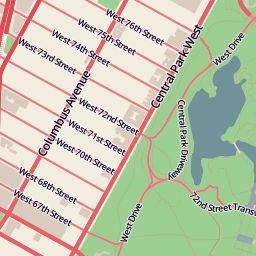 West 76th Street
West 75th Street
West 74th Street
West 73rd Street
Central Park West
West Drive
Columbus Avenue
West 72nd Street
Central Park Driveway
West 71st Street
West 70th Street
West 68th Street
72nd Street Transv
West 67th Street
West Drive